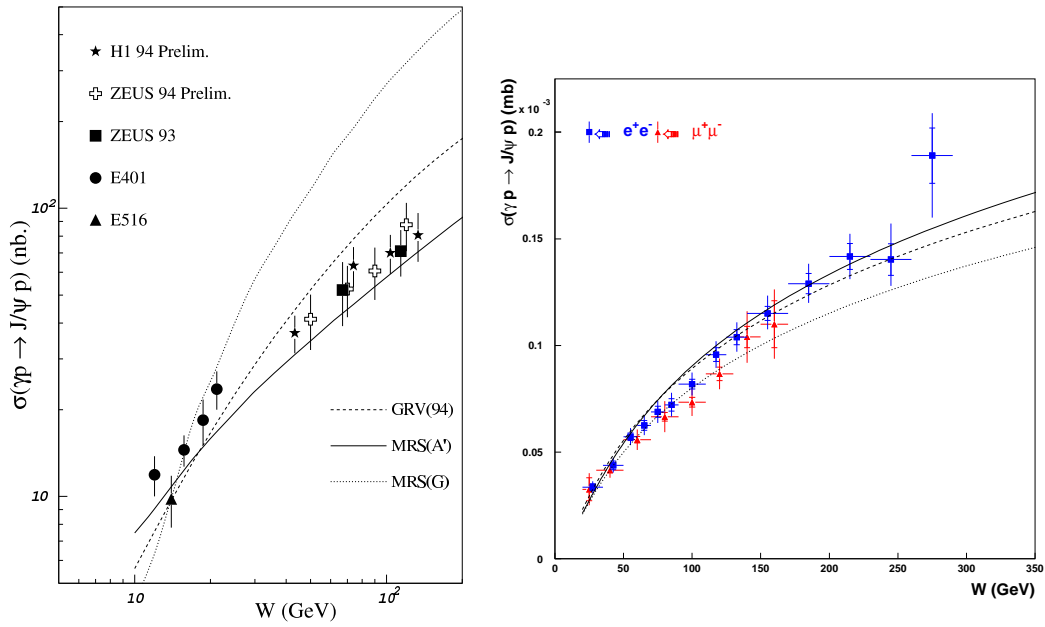 H1 94 Prelim.
ZEUS 94 Prelim.
ZEUS 93
E401
E516
10²
10
σ(γp → J/ψ p) (nb.)
GRV(94)
MRS(A')
MRS(G)
10
10²
W (GeV)
σ(γ p → J/ψ p) (mb)
x 10⁻³
e⁺e⁻
μ⁺μ⁻
0.2
0.15
0.1
0.05
0
0
50
100
150
200
250
300
350
W (GeV)